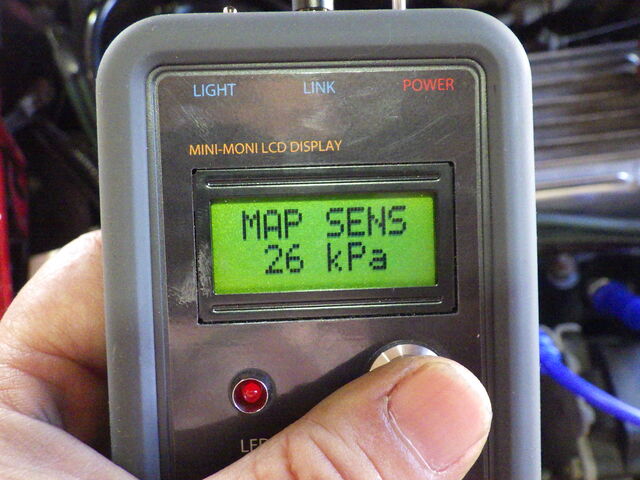 LIGHT LINK POWER
MINI-MONI LCD DISPLAY
MAP SENS
26 kPa